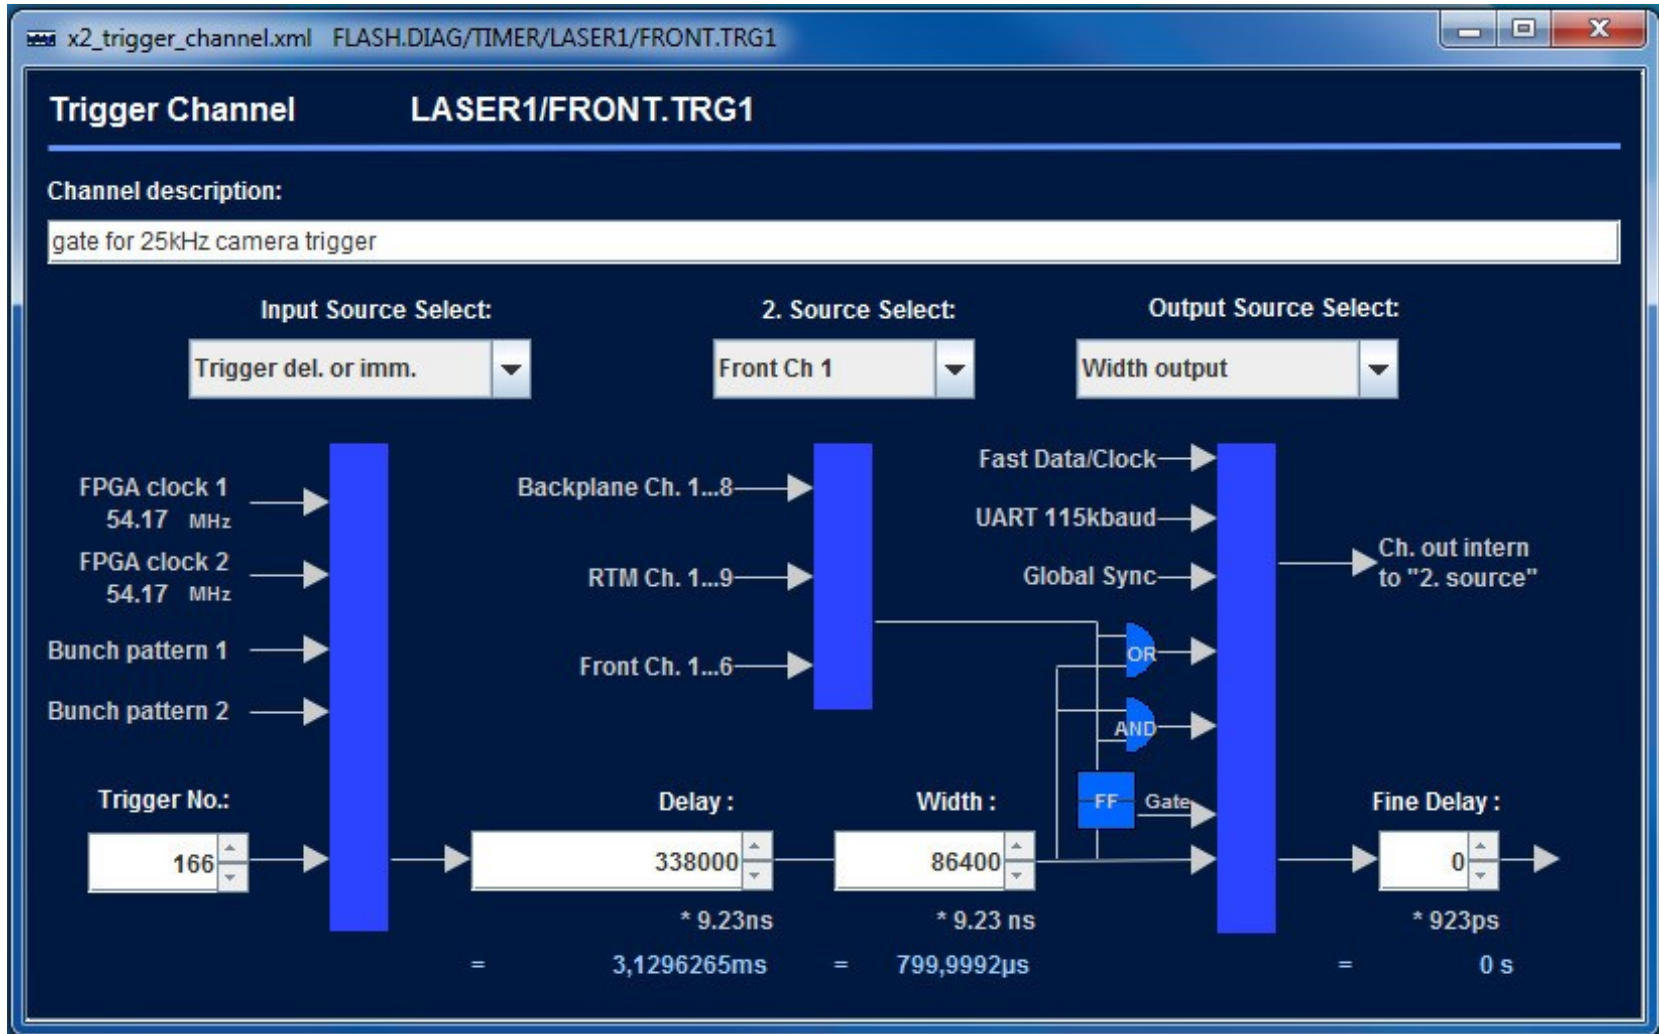 x2_trigger_channel.xml FLASH.DIAG/TIMER/LASER1/FRONT.TRG1
Trigger Channel LASER1/FRONT.TRG1
Channel description:
gate for 25kHz camera trigger
Input Source Select: 2. Source Select: Output Source Select:
Trigger del. or imm. Front Ch 1 Width output
FPGA clock 1
54.17 MHz
FPGA clock 2
54.17 MHz
Bunch pattern 1
Bunch pattern 2
Backplane Ch. 1...8
RTM Ch. 1...9
Front Ch. 1...6
Fast Data/Clock
UART 115kbaud
Global Sync
OR
AND
FF Gate
Ch. out intern
to "2. source"
Trigger No.: Delay : Width : Fine Delay :
166 338000 86400 0
* 9.23ns * 9.23 ns * 923ps
= 3,1296265ms = 799,9992µs = 0 s